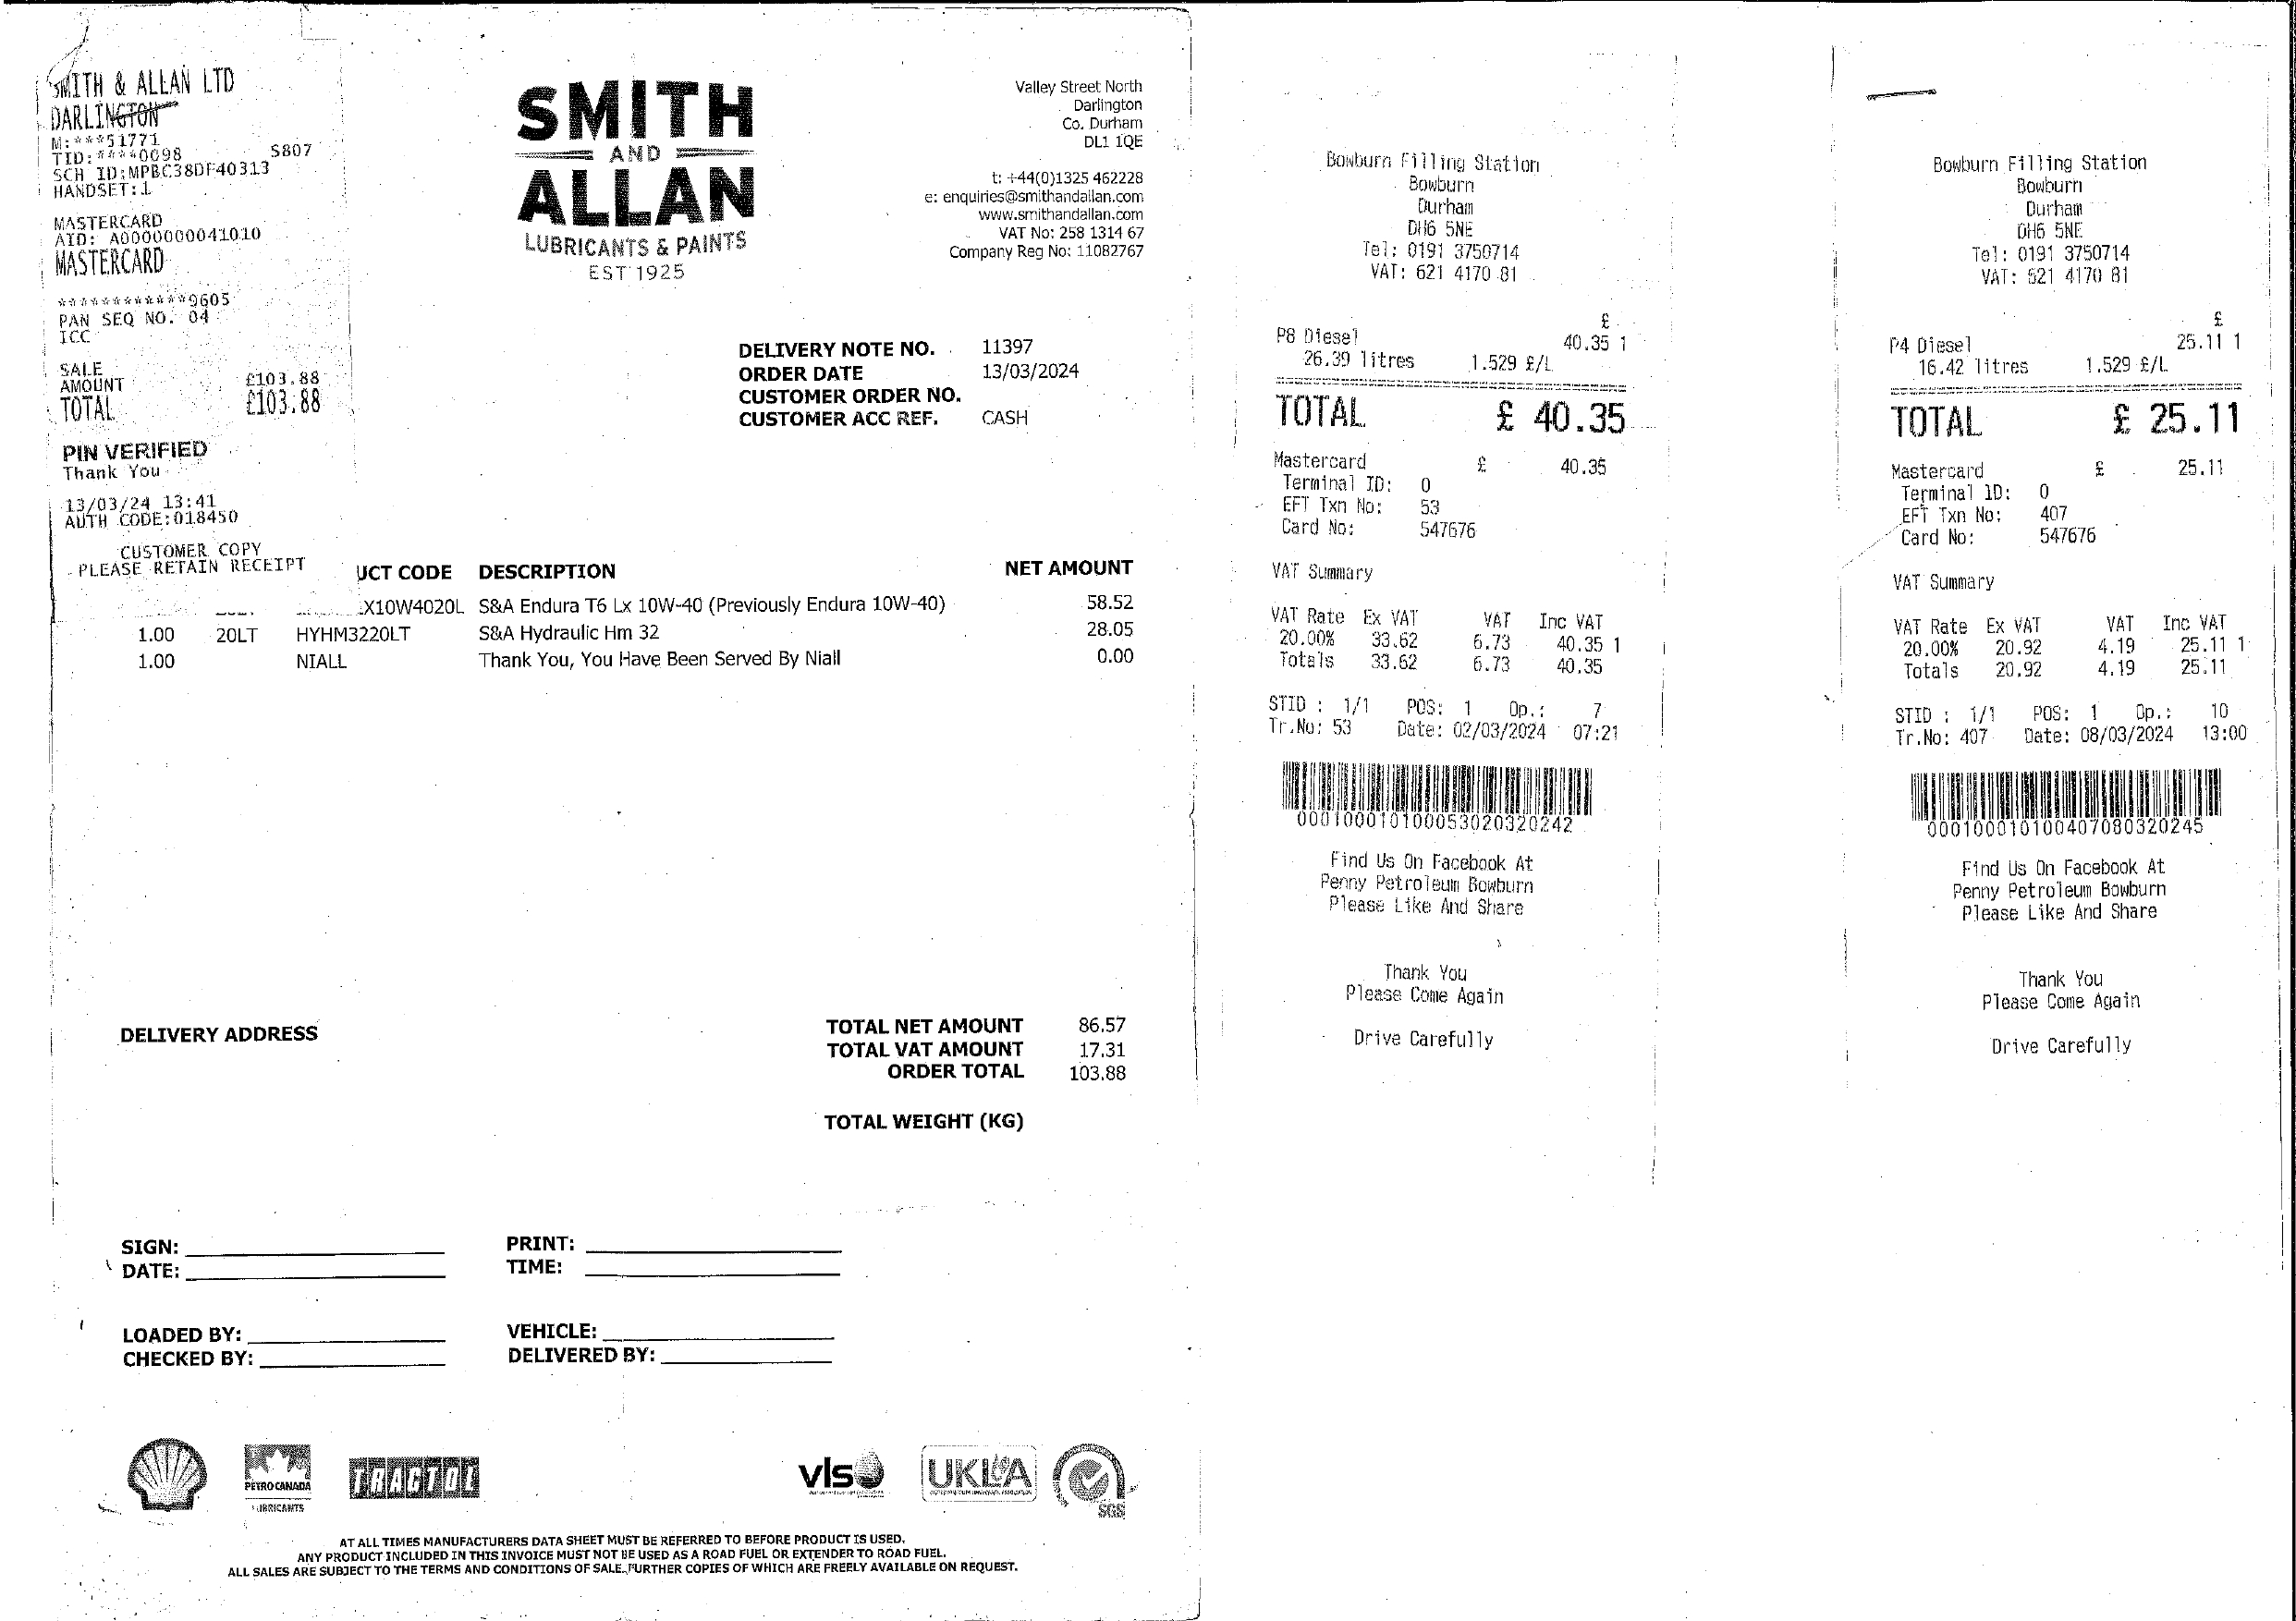 SMITH & ALLAN LTD
DARLINGTON
M:***51771
TID:****0098 S807
SCH ID:MPBC38DF40313
HANDSET:1
MASTERCARD
AID: A0000000041010
MASTERCARD
************9605
PAN SEQ NO. 04
ICC
SALE
AMOUNT £103.88
TOTAL £103.88
PIN VERIFIED
Thank You
13/03/24 13:41
AUTH CODE:018450
CUSTOMER COPY
PLEASE RETAIN RECEIPT
SMITH
AND
ALLAN
LUBRICANTS & PAINTS
EST 1925
Valley Street North
Darlington
Co. Durham
DL1 1QE
t: +44(0)1325 462228
e: enquiries@smithandallan.com
www.smithandallan.com
VAT No: 258 1314 67
Company Reg No: 11082767
DELIVERY NOTE NO. 11397
ORDER DATE 13/03/2024
CUSTOMER ORDER NO.
CUSTOMER ACC REF. CASH
UCT CODE DESCRIPTION NET AMOUNT
X10W4020L S&A Endura T6 Lx 10W-40 (Previously Endura 10W-40) 58.52
1.00 20LT HYHM3220LT S&A Hydraulic Hm 32 28.05
1.00 NIALL Thank You, You Have Been Served By Niall 0.00
DELIVERY ADDRESS
TOTAL NET AMOUNT 86.57
TOTAL VAT AMOUNT 17.31
ORDER TOTAL 103.88
TOTAL WEIGHT (KG)
SIGN: PRINT:
DATE: TIME:
LOADED BY: VEHICLE:
CHECKED BY: DELIVERED BY:
PETRO CANADA
LUBRICANTS
TRACTOL
vls
UKLA
SGS
AT ALL TIMES MANUFACTURERS DATA SHEET MUST BE REFERRED TO BEFORE PRODUCT IS USED.
ANY PRODUCT INCLUDED IN THIS INVOICE MUST NOT BE USED AS A ROAD FUEL OR EXTENDER TO ROAD FUEL.
ALL SALES ARE SUBJECT TO THE TERMS AND CONDITIONS OF SALE. FURTHER COPIES OF WHICH ARE FREELY AVAILABLE ON REQUEST.
Bowburn Filling Station
Bowburn
Durham
DH6 5NE
Tel: 0191 3750714
VAT: 621 4170 81
£
P8 Diesel 40.35 1
26.39 litres 1.529 £/L
TOTAL £ 40.35
Mastercard £ 40.35
Terminal ID: 0
EFT Txn No: 53
Card No: 547676
VAT Summary
VAT Rate Ex VAT VAT Inc VAT
20.00% 33.62 6.73 40.35 1
Totals 33.62 6.73 40.35
STID : 1/1 POS: 1 Op.: 7
Tr.No: 53 Date: 02/03/2024 07:21
000100010100053020320242
Find Us On Facebook At
Penny Petroleum Bowburn
Please Like And Share
Thank You
Please Come Again
Drive Carefully
Bowburn Filling Station
Bowburn
Durham
DH6 5NE
Tel: 0191 3750714
VAT: 621 4170 81
£
P4 Diesel 25.11 1
16.42 litres 1.529 £/L
TOTAL £ 25.11
Mastercard £ 25.11
Terminal ID: 0
EFT Txn No: 407
Card No: 547676
VAT Summary
VAT Rate Ex VAT VAT Inc VAT
20.00% 20.92 4.19 25.11 1
Totals 20.92 4.19 25.11
STID : 1/1 POS: 1 Op.: 10
Tr.No: 407 Date: 08/03/2024 13:00
000100010100407080320245
Find Us On Facebook At
Penny Petroleum Bowburn
Please Like And Share
Thank You
Please Come Again
Drive Carefully